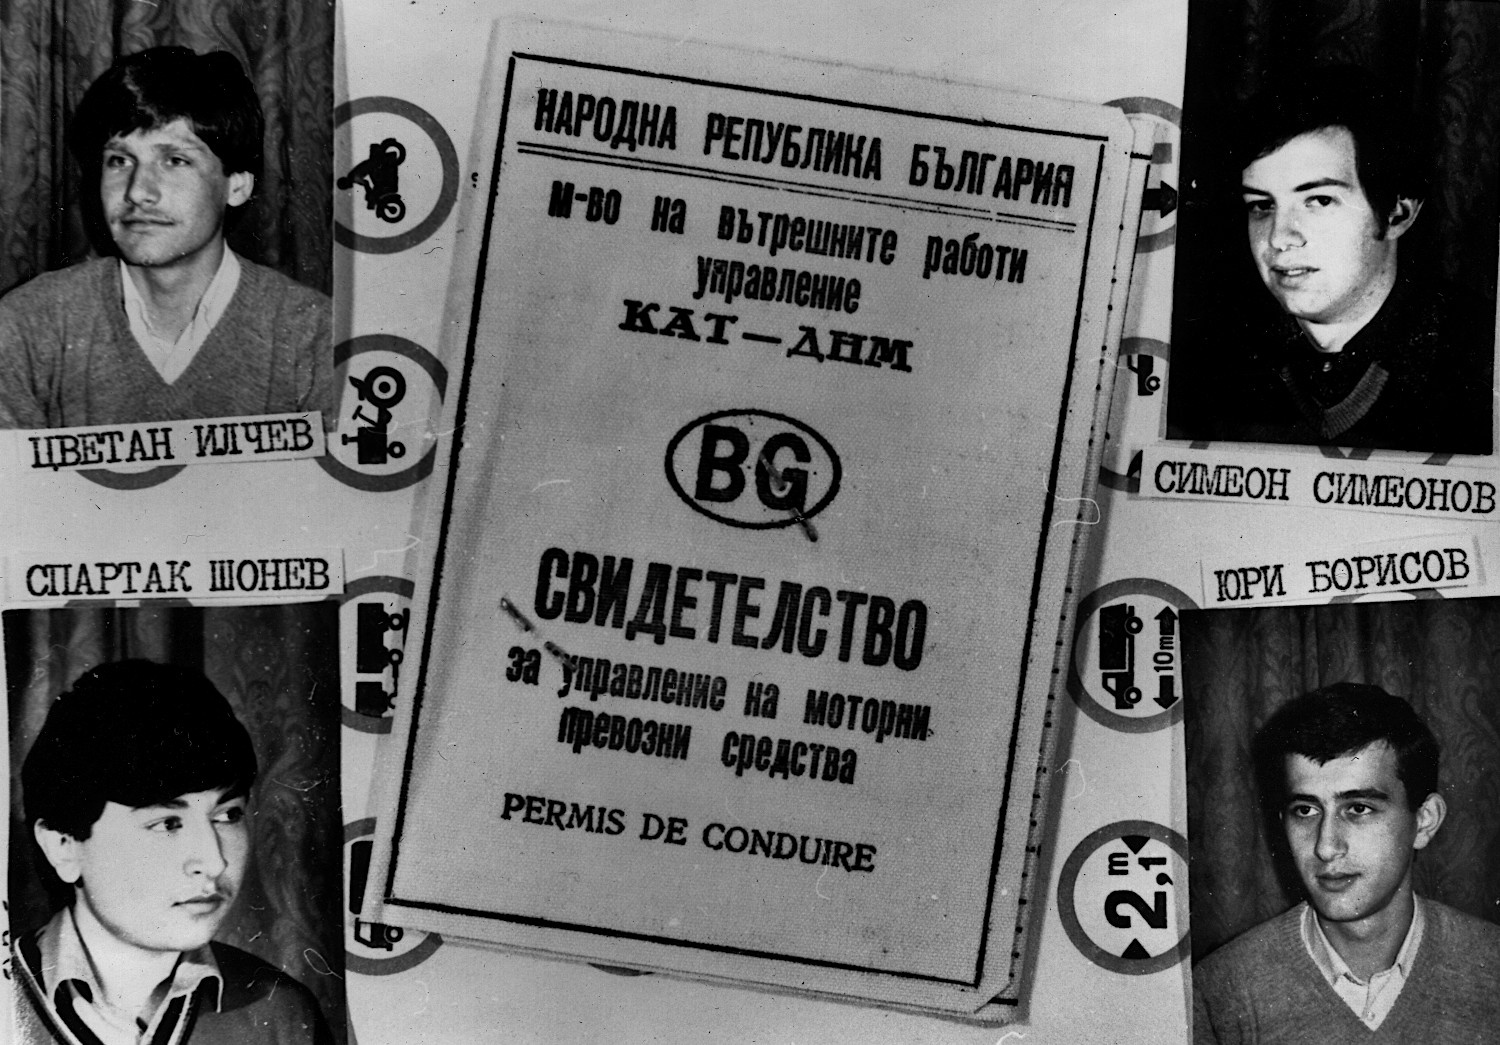 НАРОДНА РЕПУБЛИКА БЪЛГАРИЯ
М-ВО НА ВЪТРЕШНИТЕ РАБОТИ
УПРАВЛЕНИЕ
КАТ—ДНМ
BG
СВИДЕТЕЛСТВО
за управление на моторни
превозни средства
PERMIS DE CONDUIRE
ЦВЕТАН ИЛЧЕВ
СИМЕОН СИМЕОНОВ
СПАРТАК ШОНЕВ
ЮРИ БОРИСОВ
10m
2,1 m